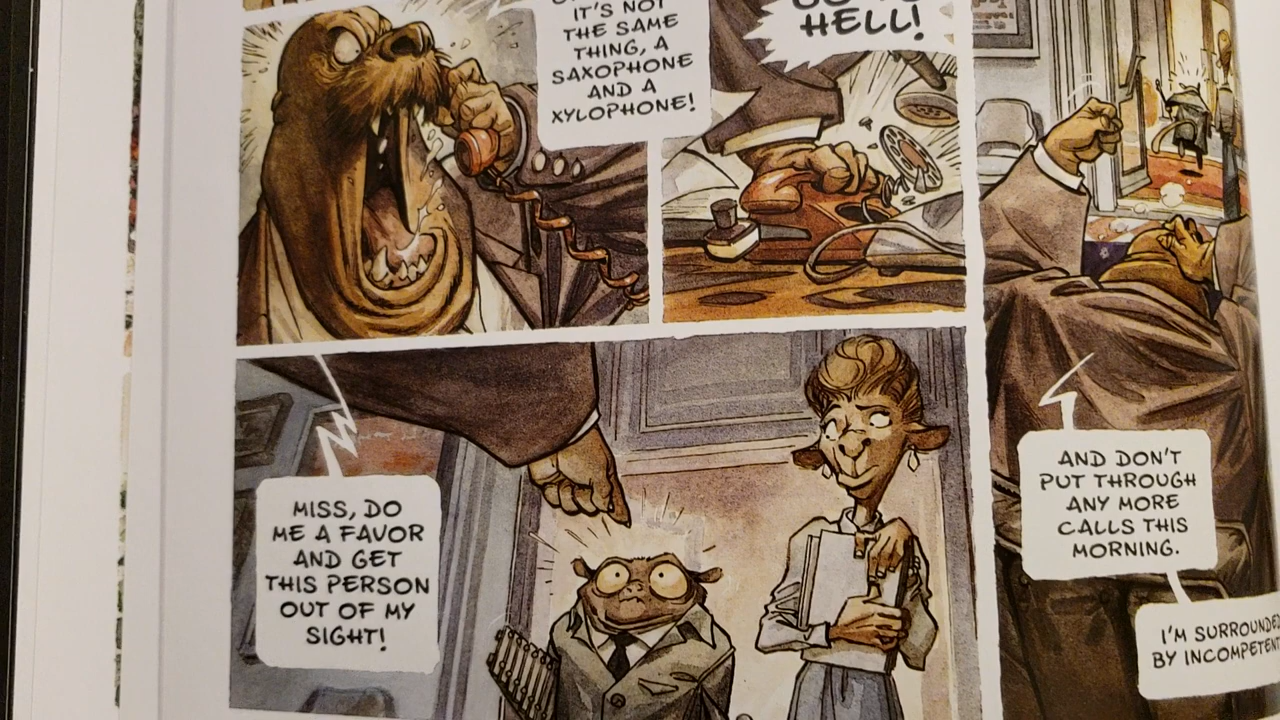 IT'S NOT
THE SAME
THING, A
SAXOPHONE
AND A
XYLOPHONE!
HELL!
MISS, DO
ME A FAVOR
AND GET
THIS PERSON
OUT OF MY
SIGHT!
AND DON'T
PUT THROUGH
ANY MORE
CALLS THIS
MORNING.
I'M SURROUNDED
BY INCOMPETEN